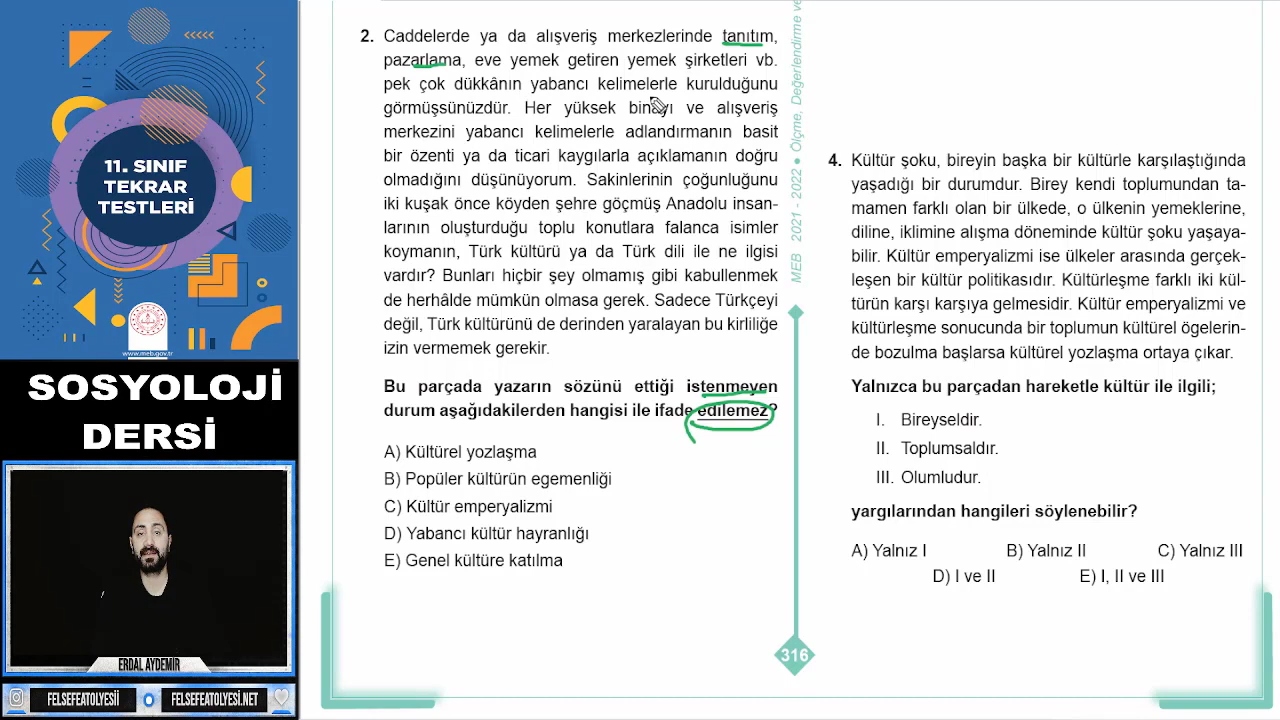 11. SINIF
TEKRAR
TESTLERİ
www.meb.gov.tr
SOSYOLOJİ
DERSİ
ERDAL AYDEMİR
FELSEFEATOLYESİİ
FELSEFEATOLYESİ.NET
2. Caddelerde ya da alışveriş merkezlerinde tanıtım,
pazarlama, eve yemek getiren yemek şirketleri vb.
pek çok dükkânın yabancı kelimelerle kurulduğunu
görmüşsünüzdür. Her yüksek binayı ve alışveriş
merkezini yabancı kelimelerle adlandırmanın basit
bir özenti ya da ticari kaygılarla açıklamanın doğru
olmadığını düşünüyorum. Sakinlerinin çoğunluğunu
iki kuşak önce köyden şehre göçmüş Anadolu insan-
larının oluşturduğu toplu konutlara falanca isimler
koymanın, Türk kültürü ya da Türk dili ile ne ilgisi
vardır? Bunları hiçbir şey olmamış gibi kabullenmek
de herhâlde mümkün olmasa gerek. Sadece Türkçeyi
değil, Türk kültürünü de derinden yaralayan bu kirliliğe
izin vermemek gerekir.
Bu parçada yazarın sözünü ettiği istenmeyen
durum aşağıdakilerden hangisi ile ifade edilemez?
A) Kültürel yozlaşma
B) Popüler kültürün egemenliği
C) Kültür emperyalizmi
D) Yabancı kültür hayranlığı
E) Genel kültüre katılma
MEB 2021 - 2022 • Ölçme, Değerlendirme ve
316
4. Kültür şoku, bireyin başka bir kültürle karşılaştığında
yaşadığı bir durumdur. Birey kendi toplumundan ta-
mamen farklı olan bir ülkede, o ülkenin yemeklerine,
diline, iklimine alışma döneminde kültür şoku yaşaya-
bilir. Kültür emperyalizmi ise ülkeler arasında gerçek-
leşen bir kültür politikasıdır. Kültürleşme farklı iki kül-
türün karşı karşıya gelmesidir. Kültür emperyalizmi ve
kültürleşme sonucunda bir toplumun kültürel ögelerin-
de bozulma başlarsa kültürel yozlaşma ortaya çıkar.
Yalnızca bu parçadan hareketle kültür ile ilgili;
I. Bireyseldir.
II. Toplumsaldır.
III. Olumludur.
yargılarından hangileri söylenebilir?
A) Yalnız I B) Yalnız II C) Yalnız III
D) I ve II E) I, II ve III